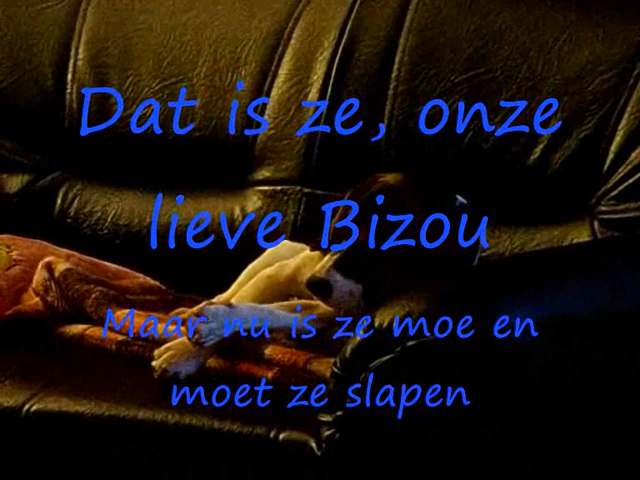 Dat is ze, onze
lieve Bizou
Maar nu is ze moe en
moet ze slapen